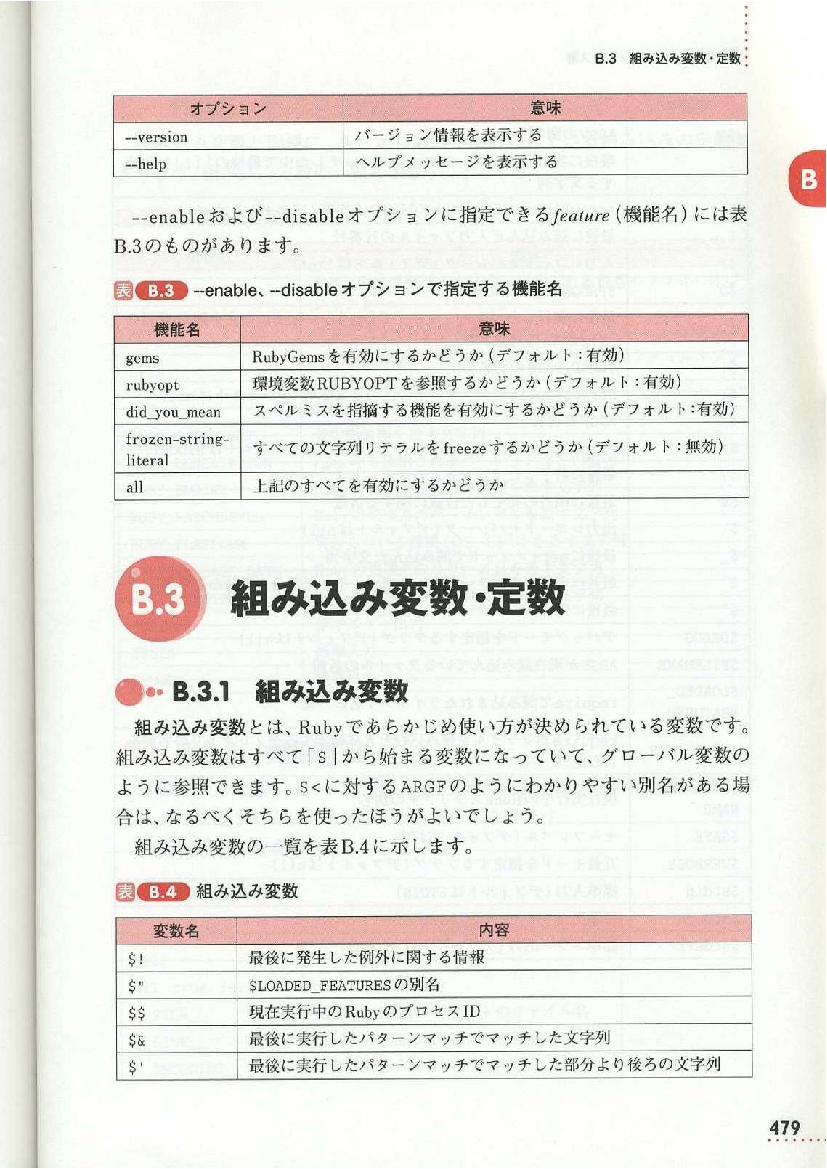 B.3 組み込み変数・定数
オプション 意味
--version バージョン情報を表示する
--help ヘルプメッセージを表示する
B
--enableおよび--disableオプションに指定できるfeature(機能名)には表
B.3のものがあります。
表 B.3 --enable、--disableオプションで指定する機能名
機能名 意味
gems RubyGemsを有効にするかどうか(デフォルト:有効)
rubyopt 環境変数RUBYOPTを参照するかどうか(デフォルト:有効)
did_you_mean スペルミスを指摘する機能を有効にするかどうか(デフォルト:有効)
frozen-string-
literal すべての文字列リテラルをfreezeするかどうか(デフォルト:無効)
all 上記のすべてを有効にするかどうか
B.3 組み込み変数・定数
B.3.1 組み込み変数
組み込み変数とは、Rubyであらかじめ使い方が決められている変数です。
組み込み変数はすべて「$」から始まる変数になっていて、グローバル変数の
ように参照できます。$<に対するARGFのようにわかりやすい別名がある場
合は、なるべくそちらを使ったほうがよいでしょう。
組み込み変数の一覧を表B.4に示します。
表 B.4 組み込み変数
変数名 内容
$! 最後に発生した例外に関する情報
$" $LOADED_FEATURESの別名
$$ 現在実行中のRubyのプロセスID
$& 最後に実行したパターンマッチでマッチした文字列
$' 最後に実行したパターンマッチでマッチした部分より後ろの文字列
479